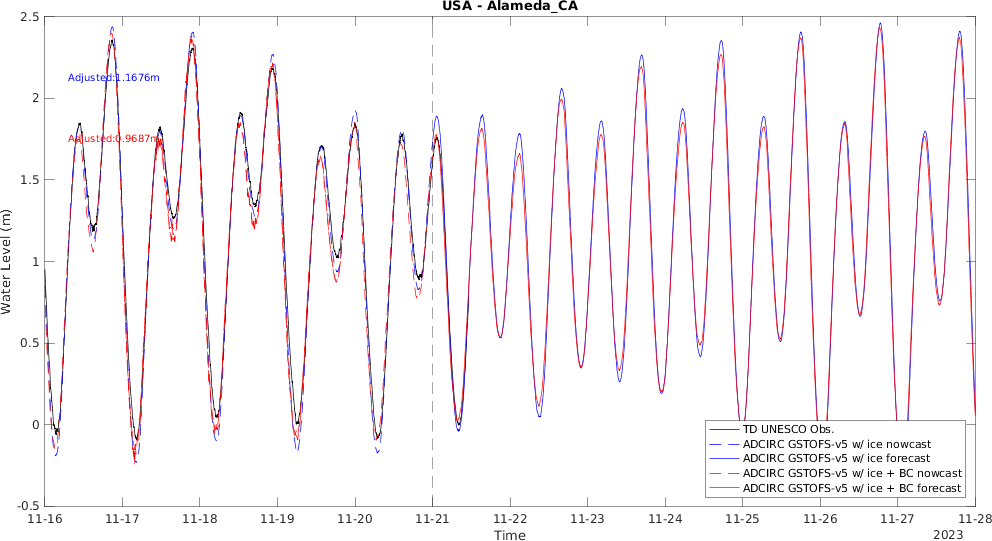 USA - Alameda_CA
2.5
2
1.5
1
0.5
0
-0.5
Water Level (m)
Adjusted:1.1676m
Adjusted:0.9687m
TD UNESCO Obs.
ADCIRC GSTOFS-v5 w/ ice nowcast
ADCIRC GSTOFS-v5 w/ ice forecast
ADCIRC GSTOFS-v5 w/ ice + BC nowcast
ADCIRC GSTOFS-v5 w/ ice + BC forecast
11-16 11-17 11-18 11-19 11-20 11-21 11-22 11-23 11-24 11-25 11-26 11-27 11-28
Time
2023